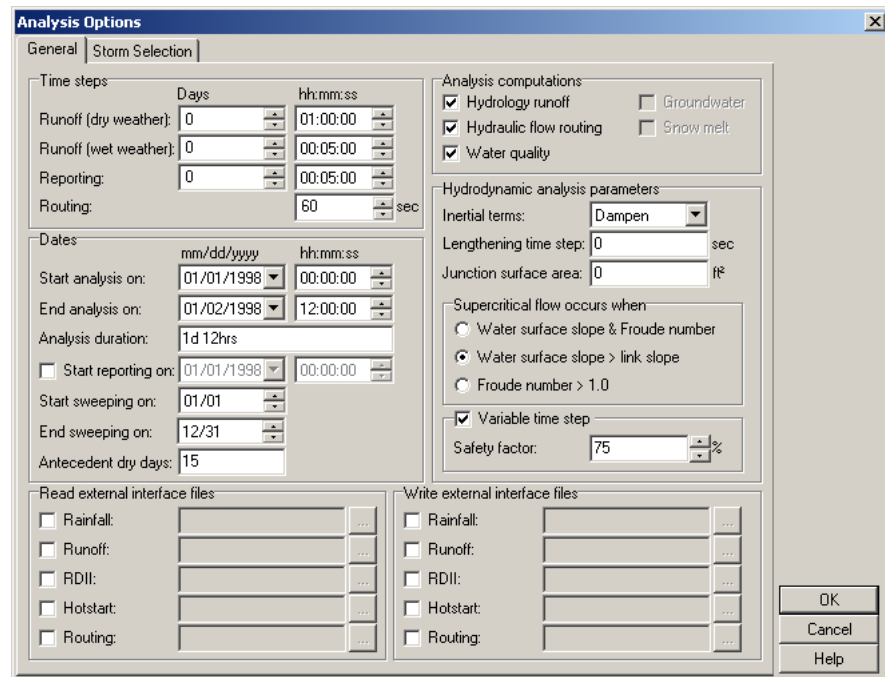 Analysis Options
General Storm Selection
Time steps
Days hh:mm:ss
Runoff (dry weather): 0 01:00:00
Runoff (wet weather): 0 00:05:00
Reporting: 0 00:05:00
Routing: 60 sec
Dates
mm/dd/yyyy hh:mm:ss
Start analysis on: 01/01/1998 00:00:00
End analysis on: 01/02/1998 12:00:00
Analysis duration: 1d 12hrs
Start reporting on: 01/01/1998 00:00:00
Start sweeping on: 01/01
End sweeping on: 12/31
Antecedent dry days: 15
Analysis computations
Hydrology runoff Groundwater
Hydraulic flow routing Snow melt
Water quality
Hydrodynamic analysis parameters
Inertial terms: Dampen
Lengthening time step: 0 sec
Junction surface area: 0 ft²
Supercritical flow occurs when
Water surface slope & Froude number
Water surface slope > link slope
Froude number > 1.0
Variable time step
Safety factor: 75 %
Read external interface files
Rainfall: ...
Runoff: ...
RDII: ...
Hotstart: ...
Routing: ...
Write external interface files
Rainfall: ...
Runoff: ...
RDII: ...
Hotstart: ...
Routing: ...
OK
Cancel
Help